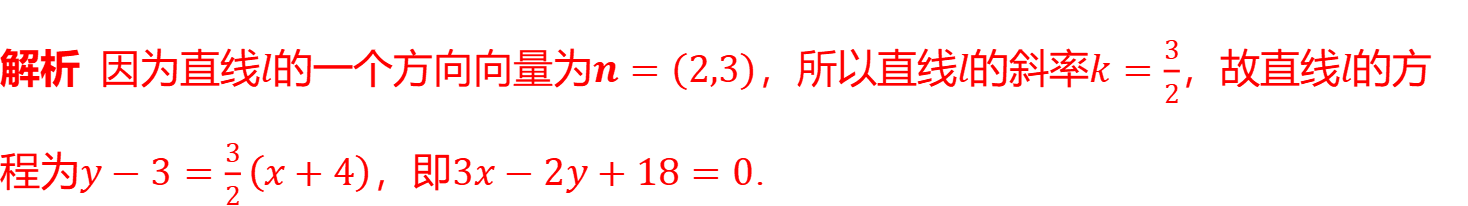 解析 因为直线l的一个方向向量为n = (2,3)，所以直线l的斜率k = 3/2，故直线l的方
程为y − 3 = 3/2 (x + 4)，即3x − 2y + 18 = 0.